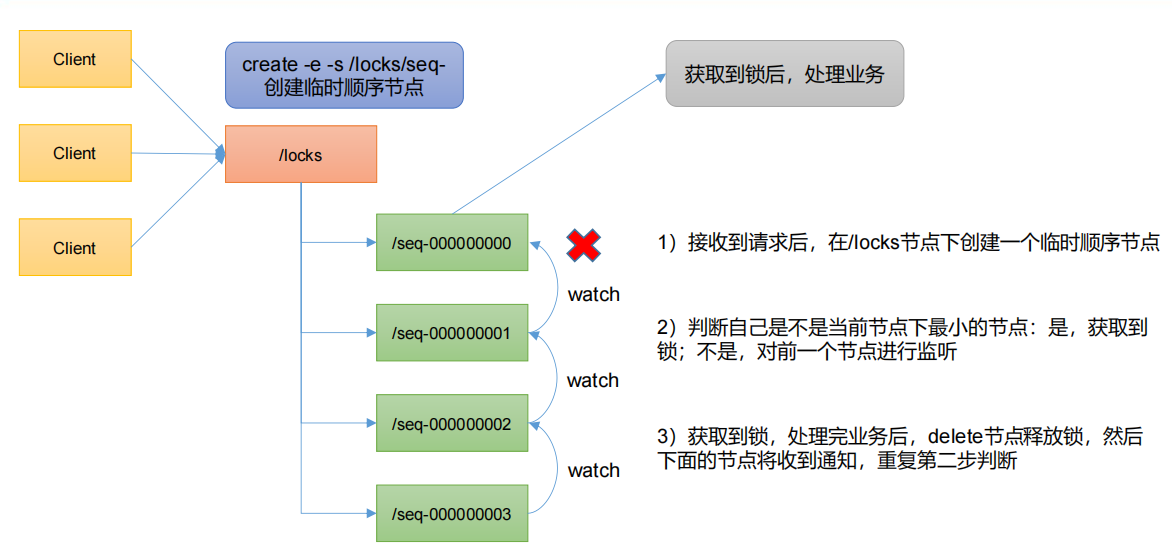 Client
create -e -s /locks/seq-
创建临时顺序节点
获取到锁后，处理业务
Client
/locks
Client
/seq-000000000
watch
/seq-000000001
watch
/seq-000000002
watch
/seq-000000003
1）接收到请求后，在/locks节点下创建一个临时顺序节点
2）判断自己是不是当前节点下最小的节点：是，获取到
锁；不是，对前一个节点进行监听
3）获取到锁，处理完业务后，delete节点释放锁，然后
下面的节点将收到通知，重复第二步判断